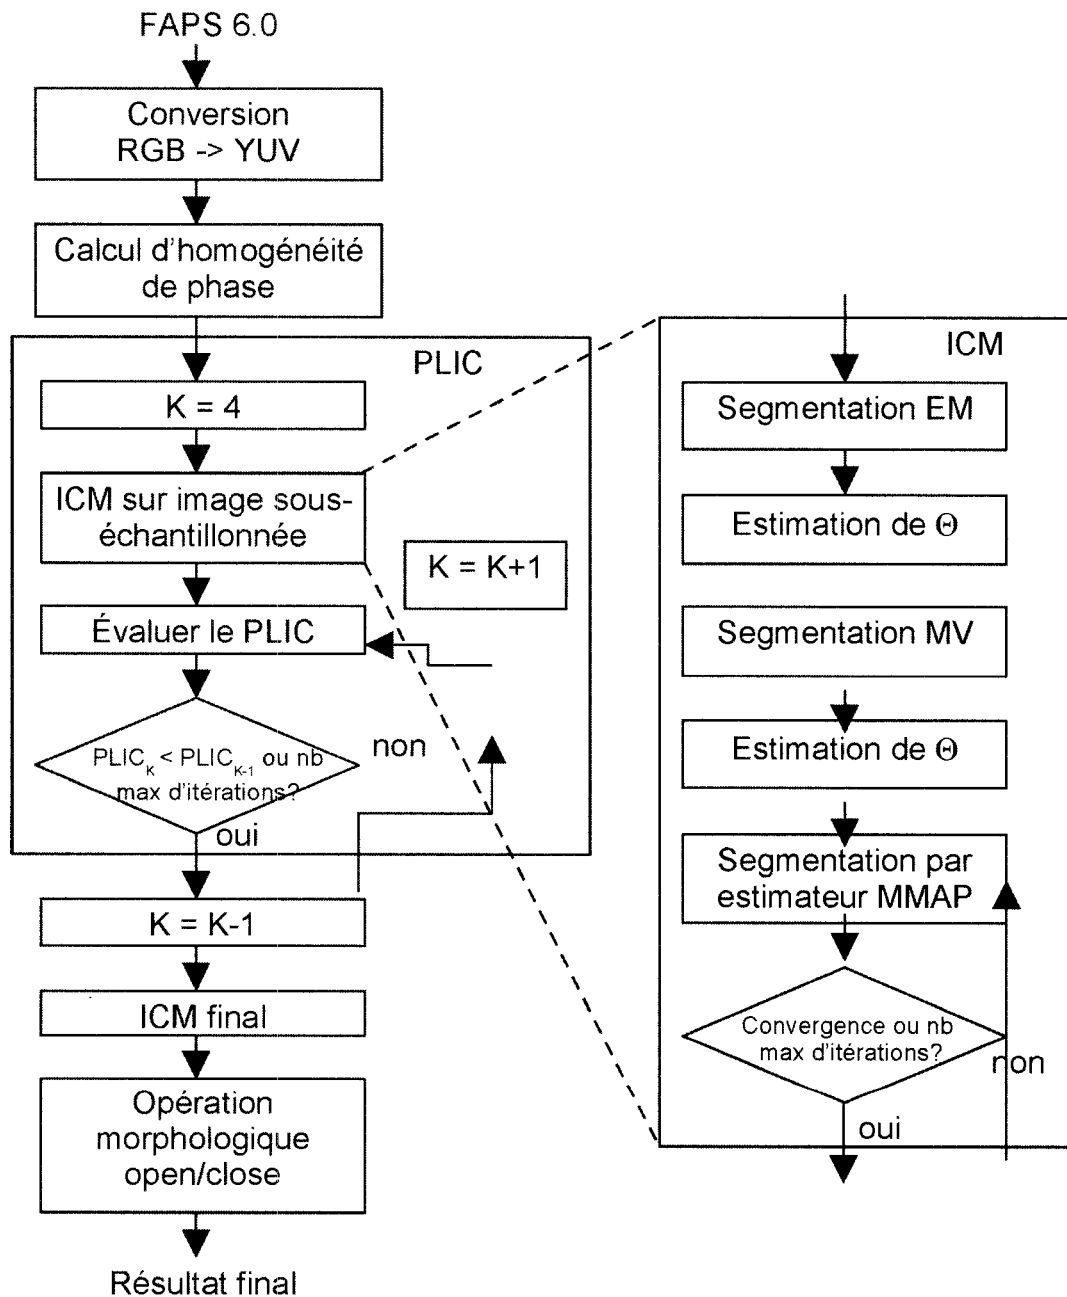 FAPS 6.0
Conversion
RGB -> YUV
Calcul d'homogénéité
de phase
PLIC
K = 4
ICM sur image sous-
échantillonnée
K = K+1
Évaluer le PLIC
PLIC_K < PLIC_K-1 ou nb
max d'itérations?
non
oui
K = K-1
ICM final
Opération
morphologique
open/close
Résultat final
ICM
Segmentation EM
Estimation de Θ
Segmentation MV
Estimation de Θ
Segmentation par
estimateur MMAP
Convergence ou nb
max d'itérations?
non
oui